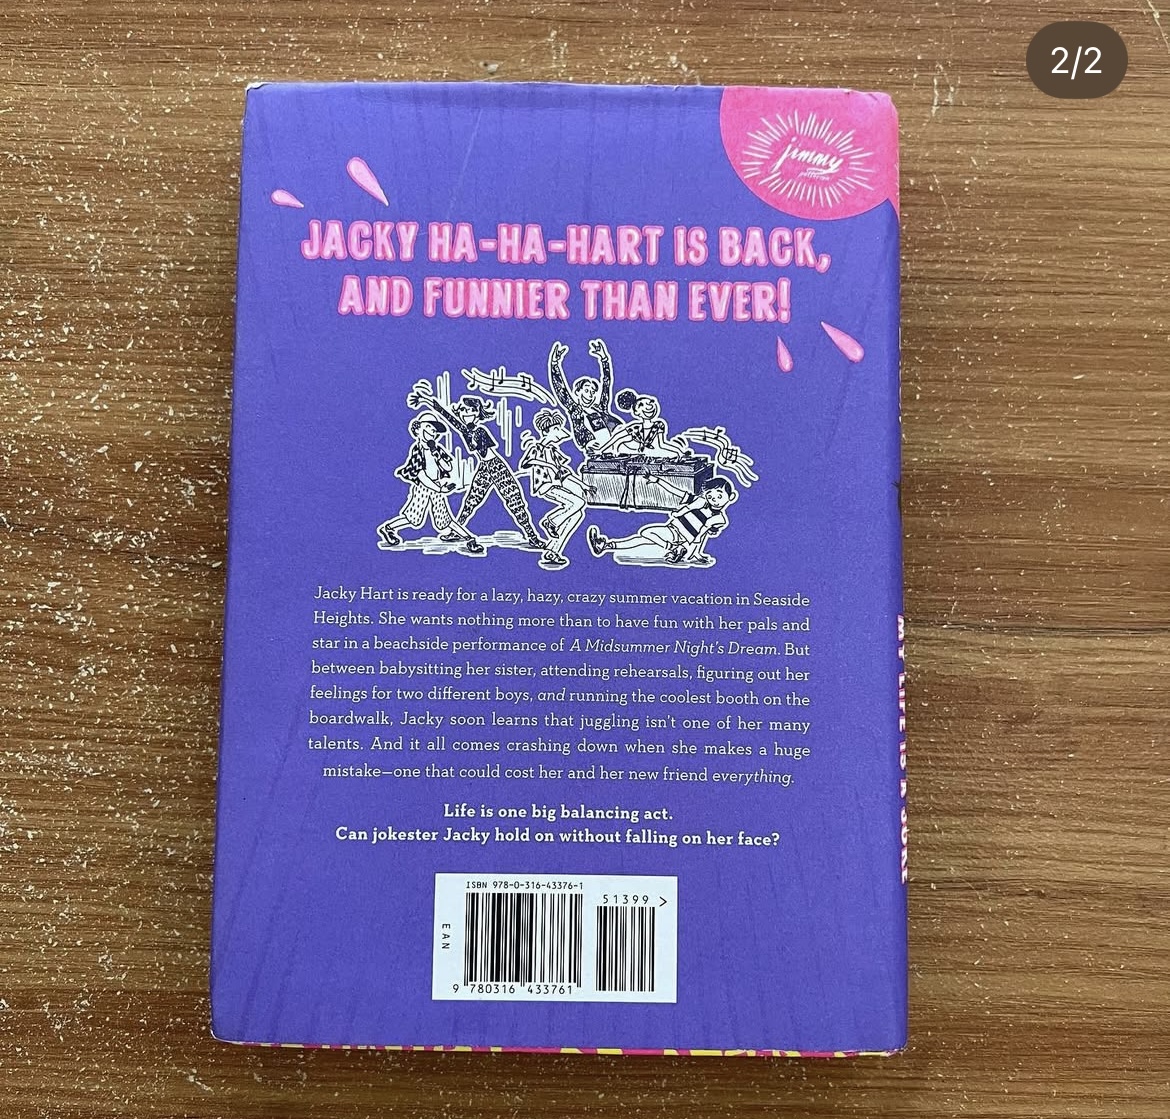 2/2
jimmy
JACKY HA-HA-HART IS BACK,
AND FUNNIER THAN EVER!
Jacky Hart is ready for a lazy, hazy, crazy summer vacation in Seaside
Heights. She wants nothing more than to have fun with her pals and
star in a beachside performance of A Midsummer Night's Dream. But
between babysitting her sister, attending rehearsals, figuring out her
feelings for two different boys, and running the coolest booth on the
boardwalk, Jacky soon learns that juggling isn't one of her many
talents. And it all comes crashing down when she makes a huge
mistake—one that could cost her and her new friend everything.
Life is one big balancing act.
Can jokester Jacky hold on without falling on her face?
ISBN 978-0-316-43376-1
51399 >
EAN
9 780316 433761